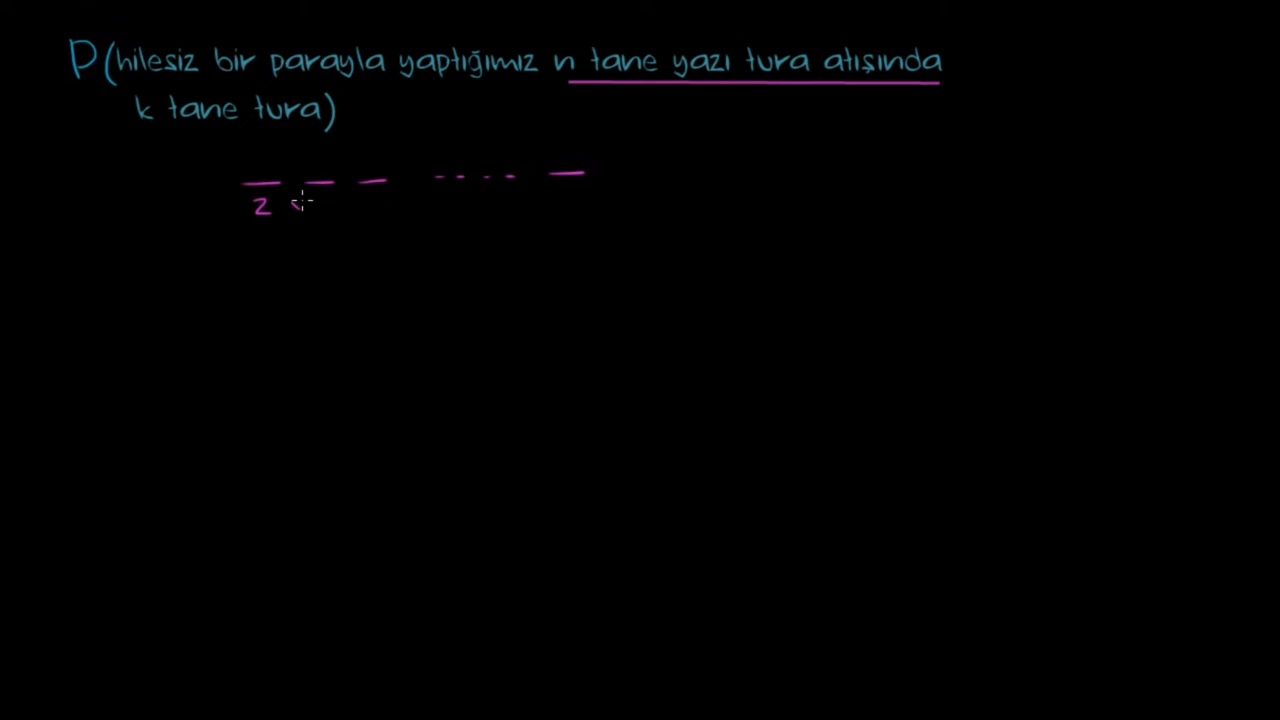 P(hilesiz bir parayla yaptığımız n tane yazı tura atışında
k tane tura)
2